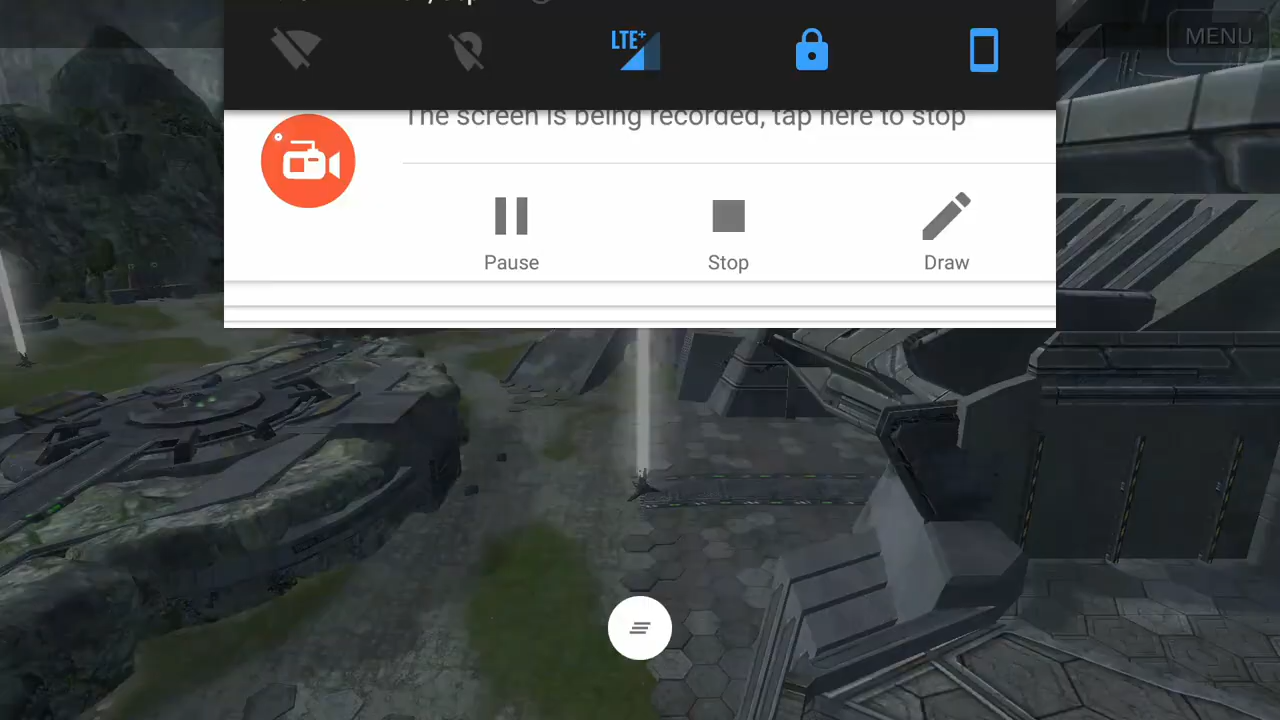 LTE+
MENU
The screen is being recorded, tap here to stop
Pause
Stop
Draw